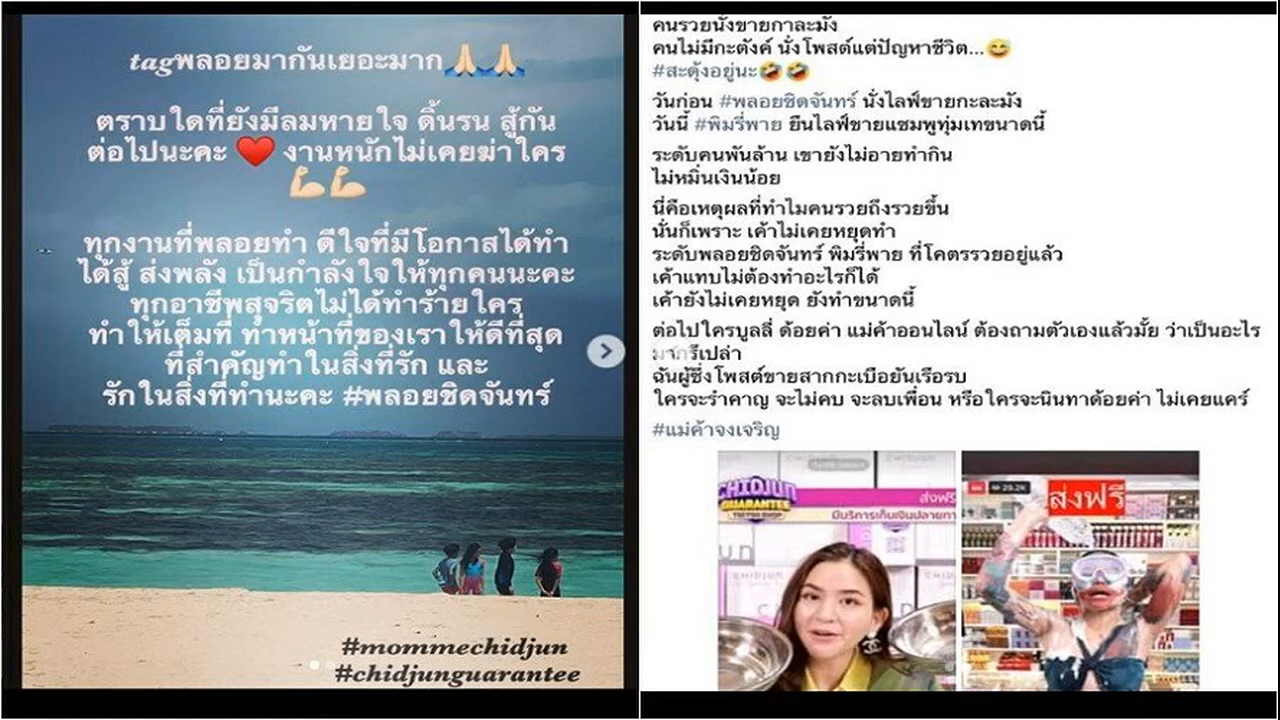 tagพลอยมากันเยอะมาก🙏🏻🙏🏻
ตราบใดที่ยังมีลมหายใจ ดิ้นรน สู้กัน
ต่อไปนะคะ ❤️ งานหนักไม่เคยฆ่าใคร
💪🏻💪🏻
ทุกงานที่พลอยทำ ดีใจที่มีโอกาสได้ทำ
ได้สู้ ส่งพลัง เป็นกำลังใจให้ทุกคนนะคะ
ทุกอาชีพสุจริตไม่ได้ทำร้ายใคร
ทำให้เต็มที่ ทำหน้าที่ของเราให้ดีที่สุด
ที่สำคัญทำในสิ่งที่รัก และ
รักในสิ่งที่ทำนะคะ #พลอยชิดจันทร์
#mommechidjun
#chidjunguarantee
คนรวยนั่งขายกาละมัง
คนไม่มีกะตังค์ นั่งโพสต์แต่ปัญหาชีวิต...😅
#สะดุ้งอยู่นะ🤣🤣
วันก่อน #พลอยชิดจันทร์ นั่งไลฟ์ขายกะละมัง
วันนี้ #พิมรี่พาย ยืนไลฟ์ขายแชมพูทุ่มเทขนาดนี้
ระดับคนพันล้าน เขายังไม่อายทำกิน
ไม่หมิ่นเงินน้อย
นี่คือเหตุผลที่ทำไมคนรวยถึงรวยขึ้น
นั่นก็เพราะ เค้าไม่เคยหยุดทำ
ระดับพลอยชิดจันทร์ พิมรี่พาย ที่โคตรรวยอยู่แล้ว
เค้าแทบไม่ต้องทำอะไรก็ได้
เค้ายังไม่เคยหยุด ยังทำขนาดนี้
ต่อไปใครบูลลี่ ด้อยค่า แม่ค้าออนไลน์ ต้องถามตัวเองแล้วมั้ย ว่าเป็นอะไร
มากรึเปล่า
ฉันผู้ซึ่งโพสต์ขายสากกะเบือยันเรือรบ
ใครจะรำคาญ จะไม่คบ จะลบเพื่อน หรือใครจะนินทาด้อยค่า ไม่เคยแคร์
#แม่ค้าจงเจริญ
CHIDJUN
GUARANTEE
ส่งฟรี
มีบริการเก็บเงินปลายทา
ส่งฟรี